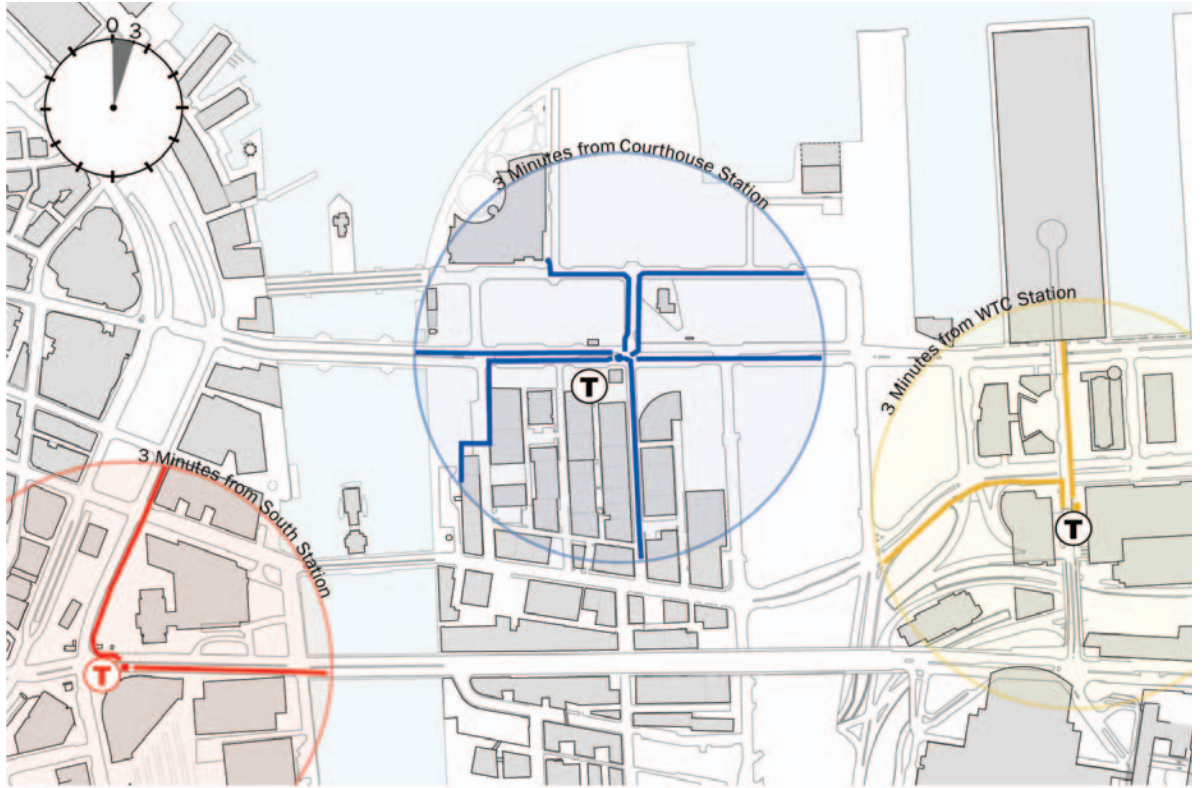 0 3
3 Minutes from Courthouse Station
3 Minutes from WTC Station
T
3 Minutes from South Station
T
T